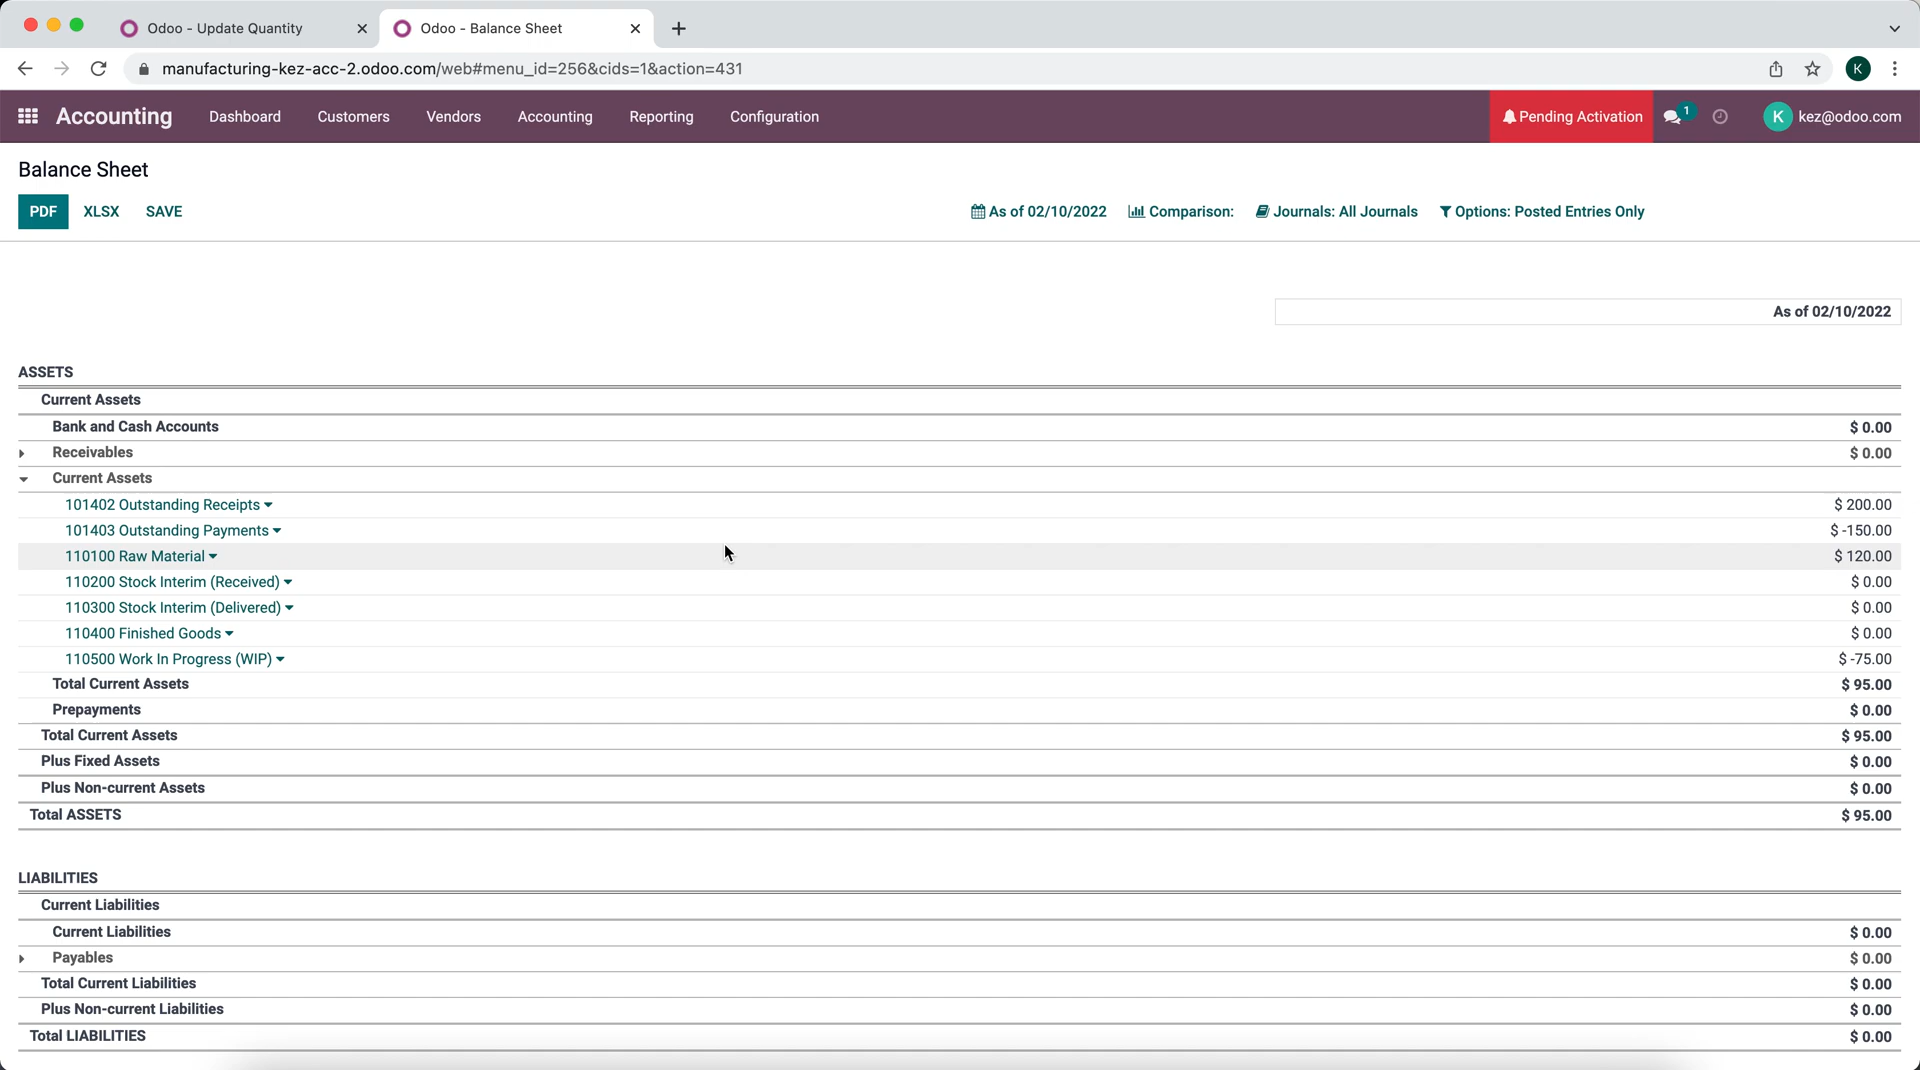 Odoo - Update Quantity
Odoo - Balance Sheet
manufacturing-kez-acc-2.odoo.com/web#menu_id=256&cids=1&action=431
K
Accounting Dashboard Customers Vendors Accounting Reporting Configuration Pending Activation 1 K kez@odoo.com
Balance Sheet
PDF XLSX SAVE As of 02/10/2022 Comparison: Journals: All Journals Options: Posted Entries Only
As of 02/10/2022
ASSETS
Current Assets
Bank and Cash Accounts $ 0.00
Receivables $ 0.00
Current Assets
101402 Outstanding Receipts $ 200.00
101403 Outstanding Payments $ -150.00
110100 Raw Material $ 120.00
110200 Stock Interim (Received) $ 0.00
110300 Stock Interim (Delivered) $ 0.00
110400 Finished Goods $ 0.00
110500 Work In Progress (WIP) $ -75.00
Total Current Assets $ 95.00
Prepayments $ 0.00
Total Current Assets $ 95.00
Plus Fixed Assets $ 0.00
Plus Non-current Assets $ 0.00
Total ASSETS $ 95.00
LIABILITIES
Current Liabilities
Current Liabilities $ 0.00
Payables $ 0.00
Total Current Liabilities $ 0.00
Plus Non-current Liabilities $ 0.00
Total LIABILITIES $ 0.00